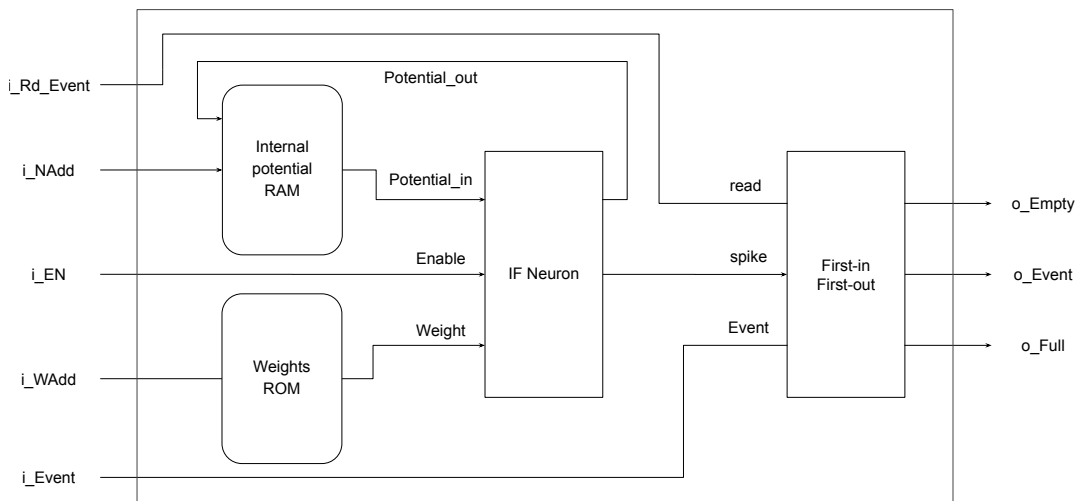 i_Rd_Event
Potential_out
Internal
potential
RAM
i_NAdd
Potential_in
read
o_Empty
i_EN
Enable
IF Neuron
spike
First-in
First-out
o_Event
Weight
Event
o_Full
i_WAdd
Weights
ROM
i_Event